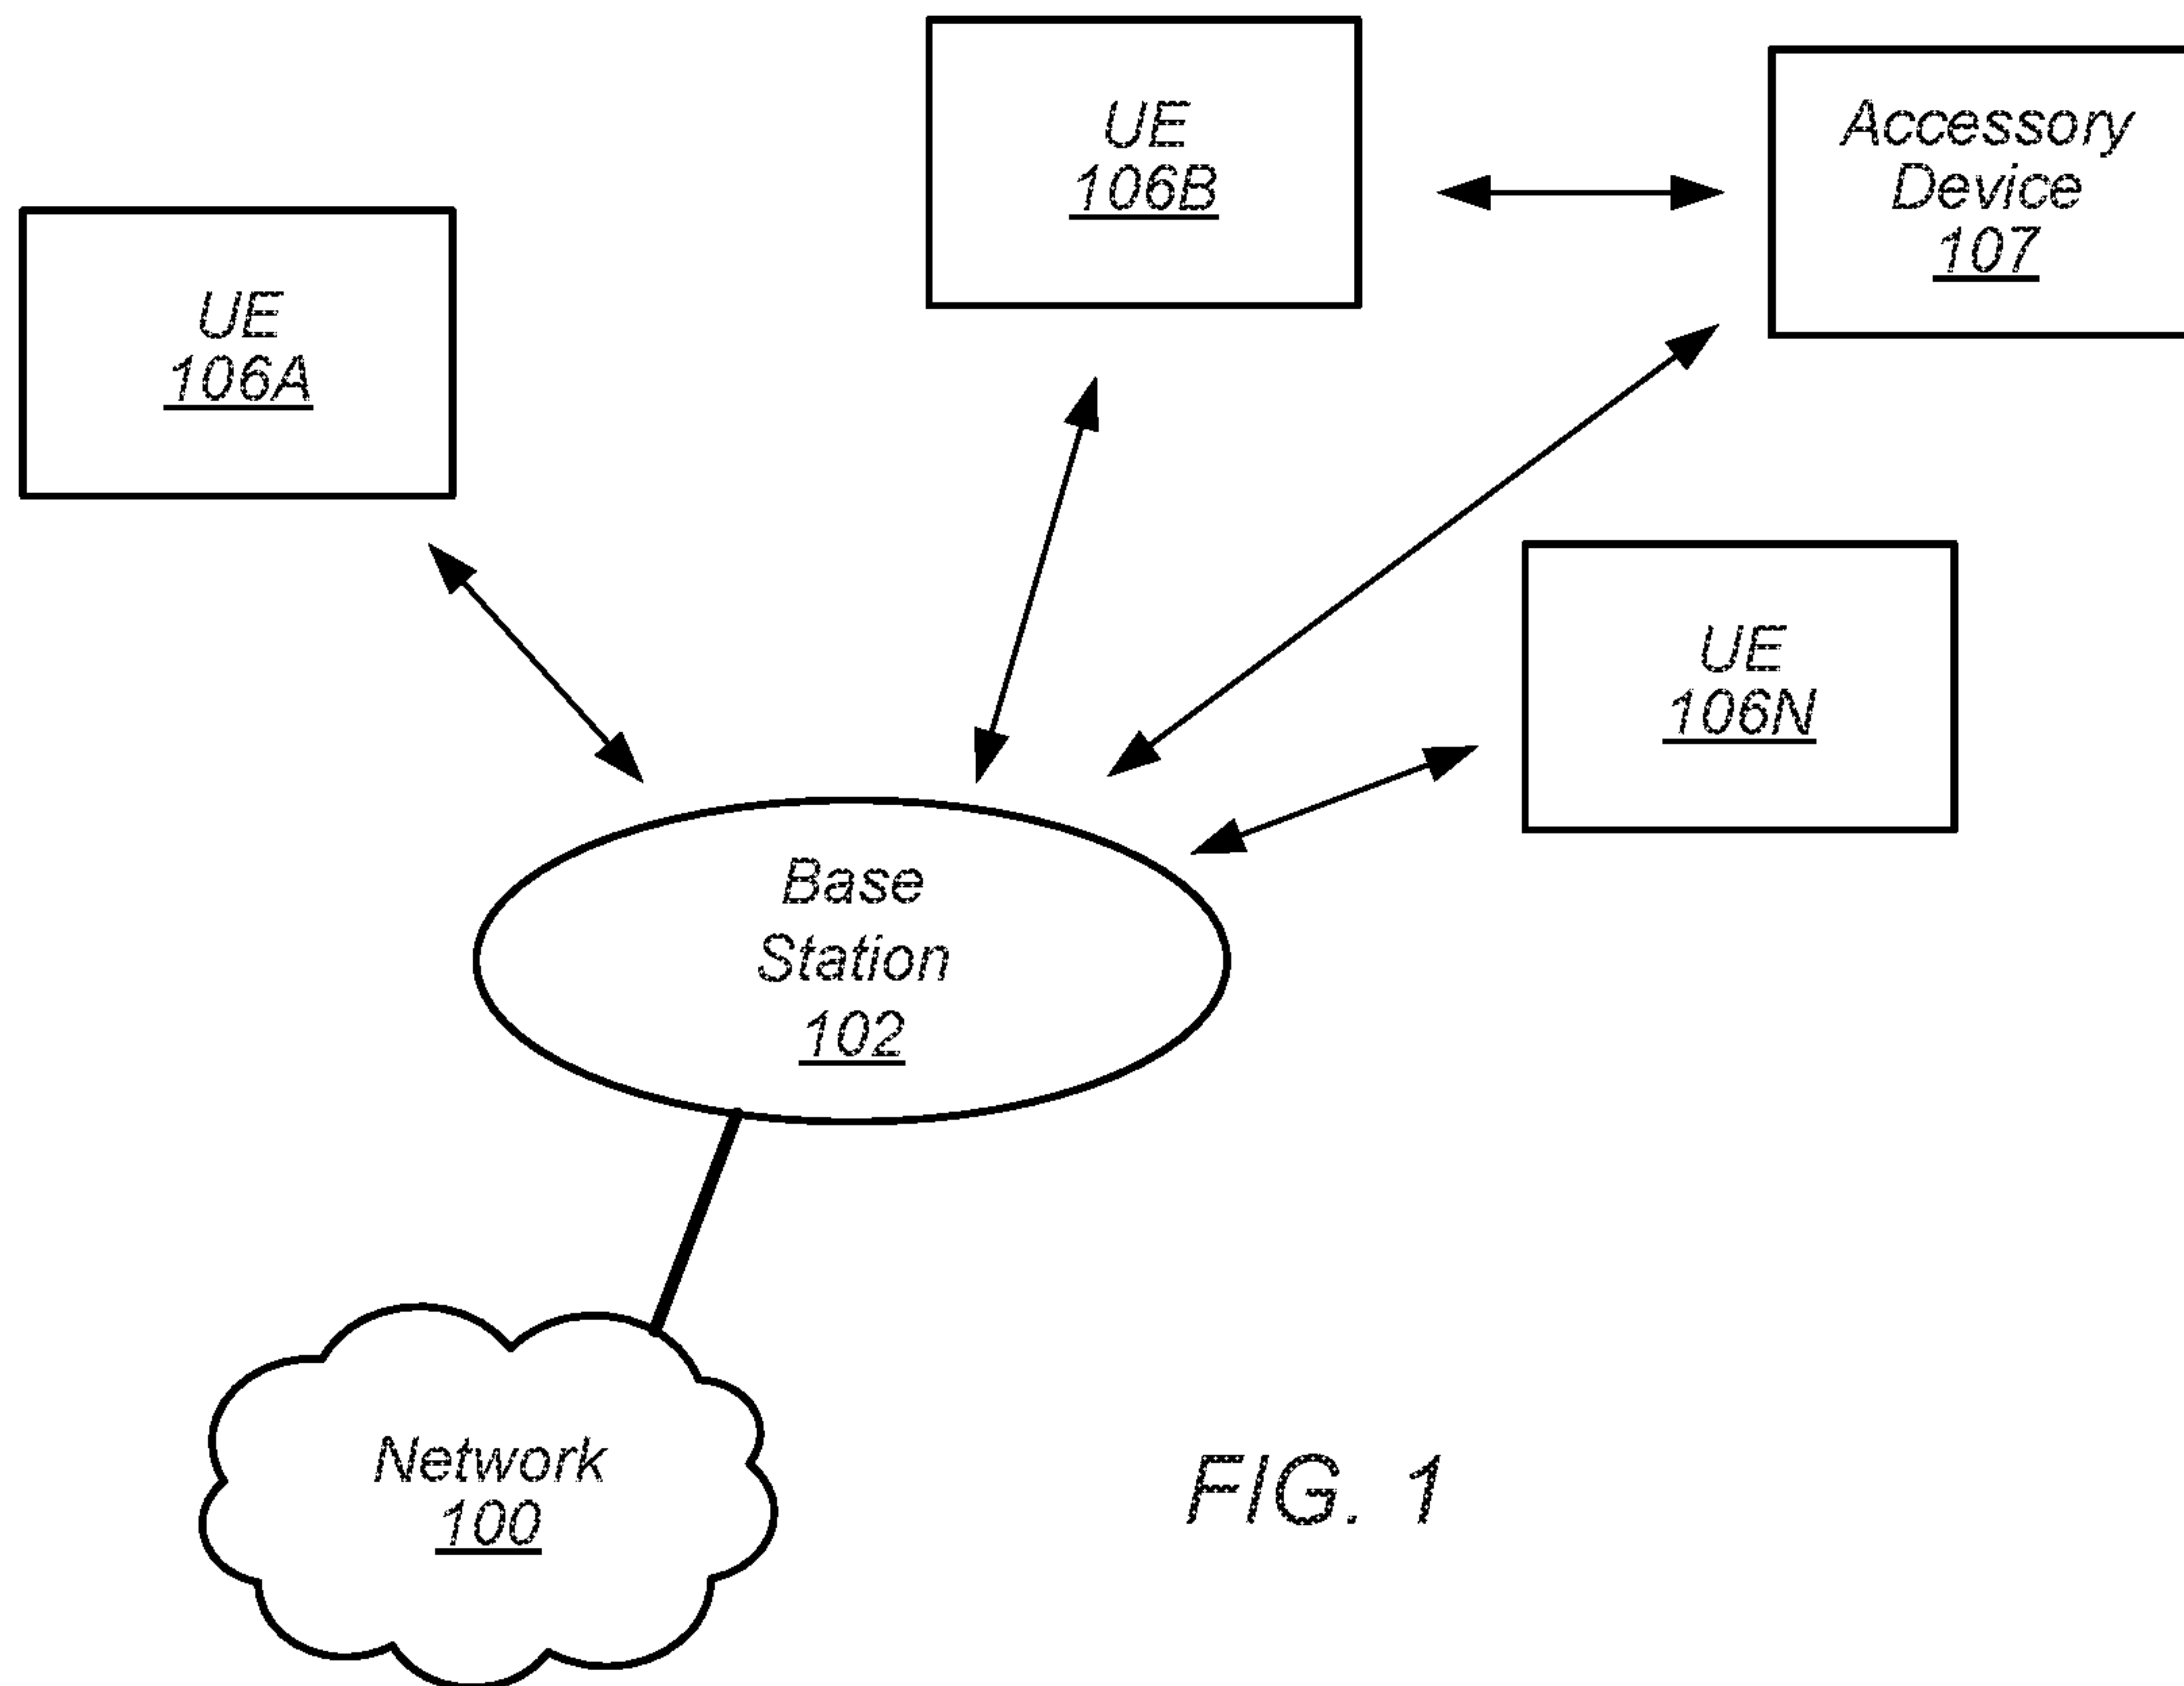 UE
106B
Accessory
Device
107
UE
106A
UE
106N
Base
Station
102
Network
100
FIG. 1